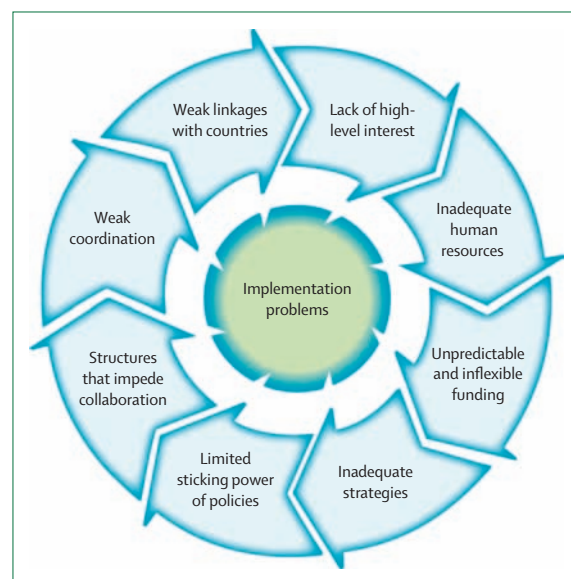 Weak linkages
with countries
Lack of high-
level interest
Inadequate
human
resources
Unpredictable
and inflexible
funding
Inadequate
strategies
Limited
sticking power
of policies
Structures
that impede
collaboration
Weak
coordination
Implementation
problems